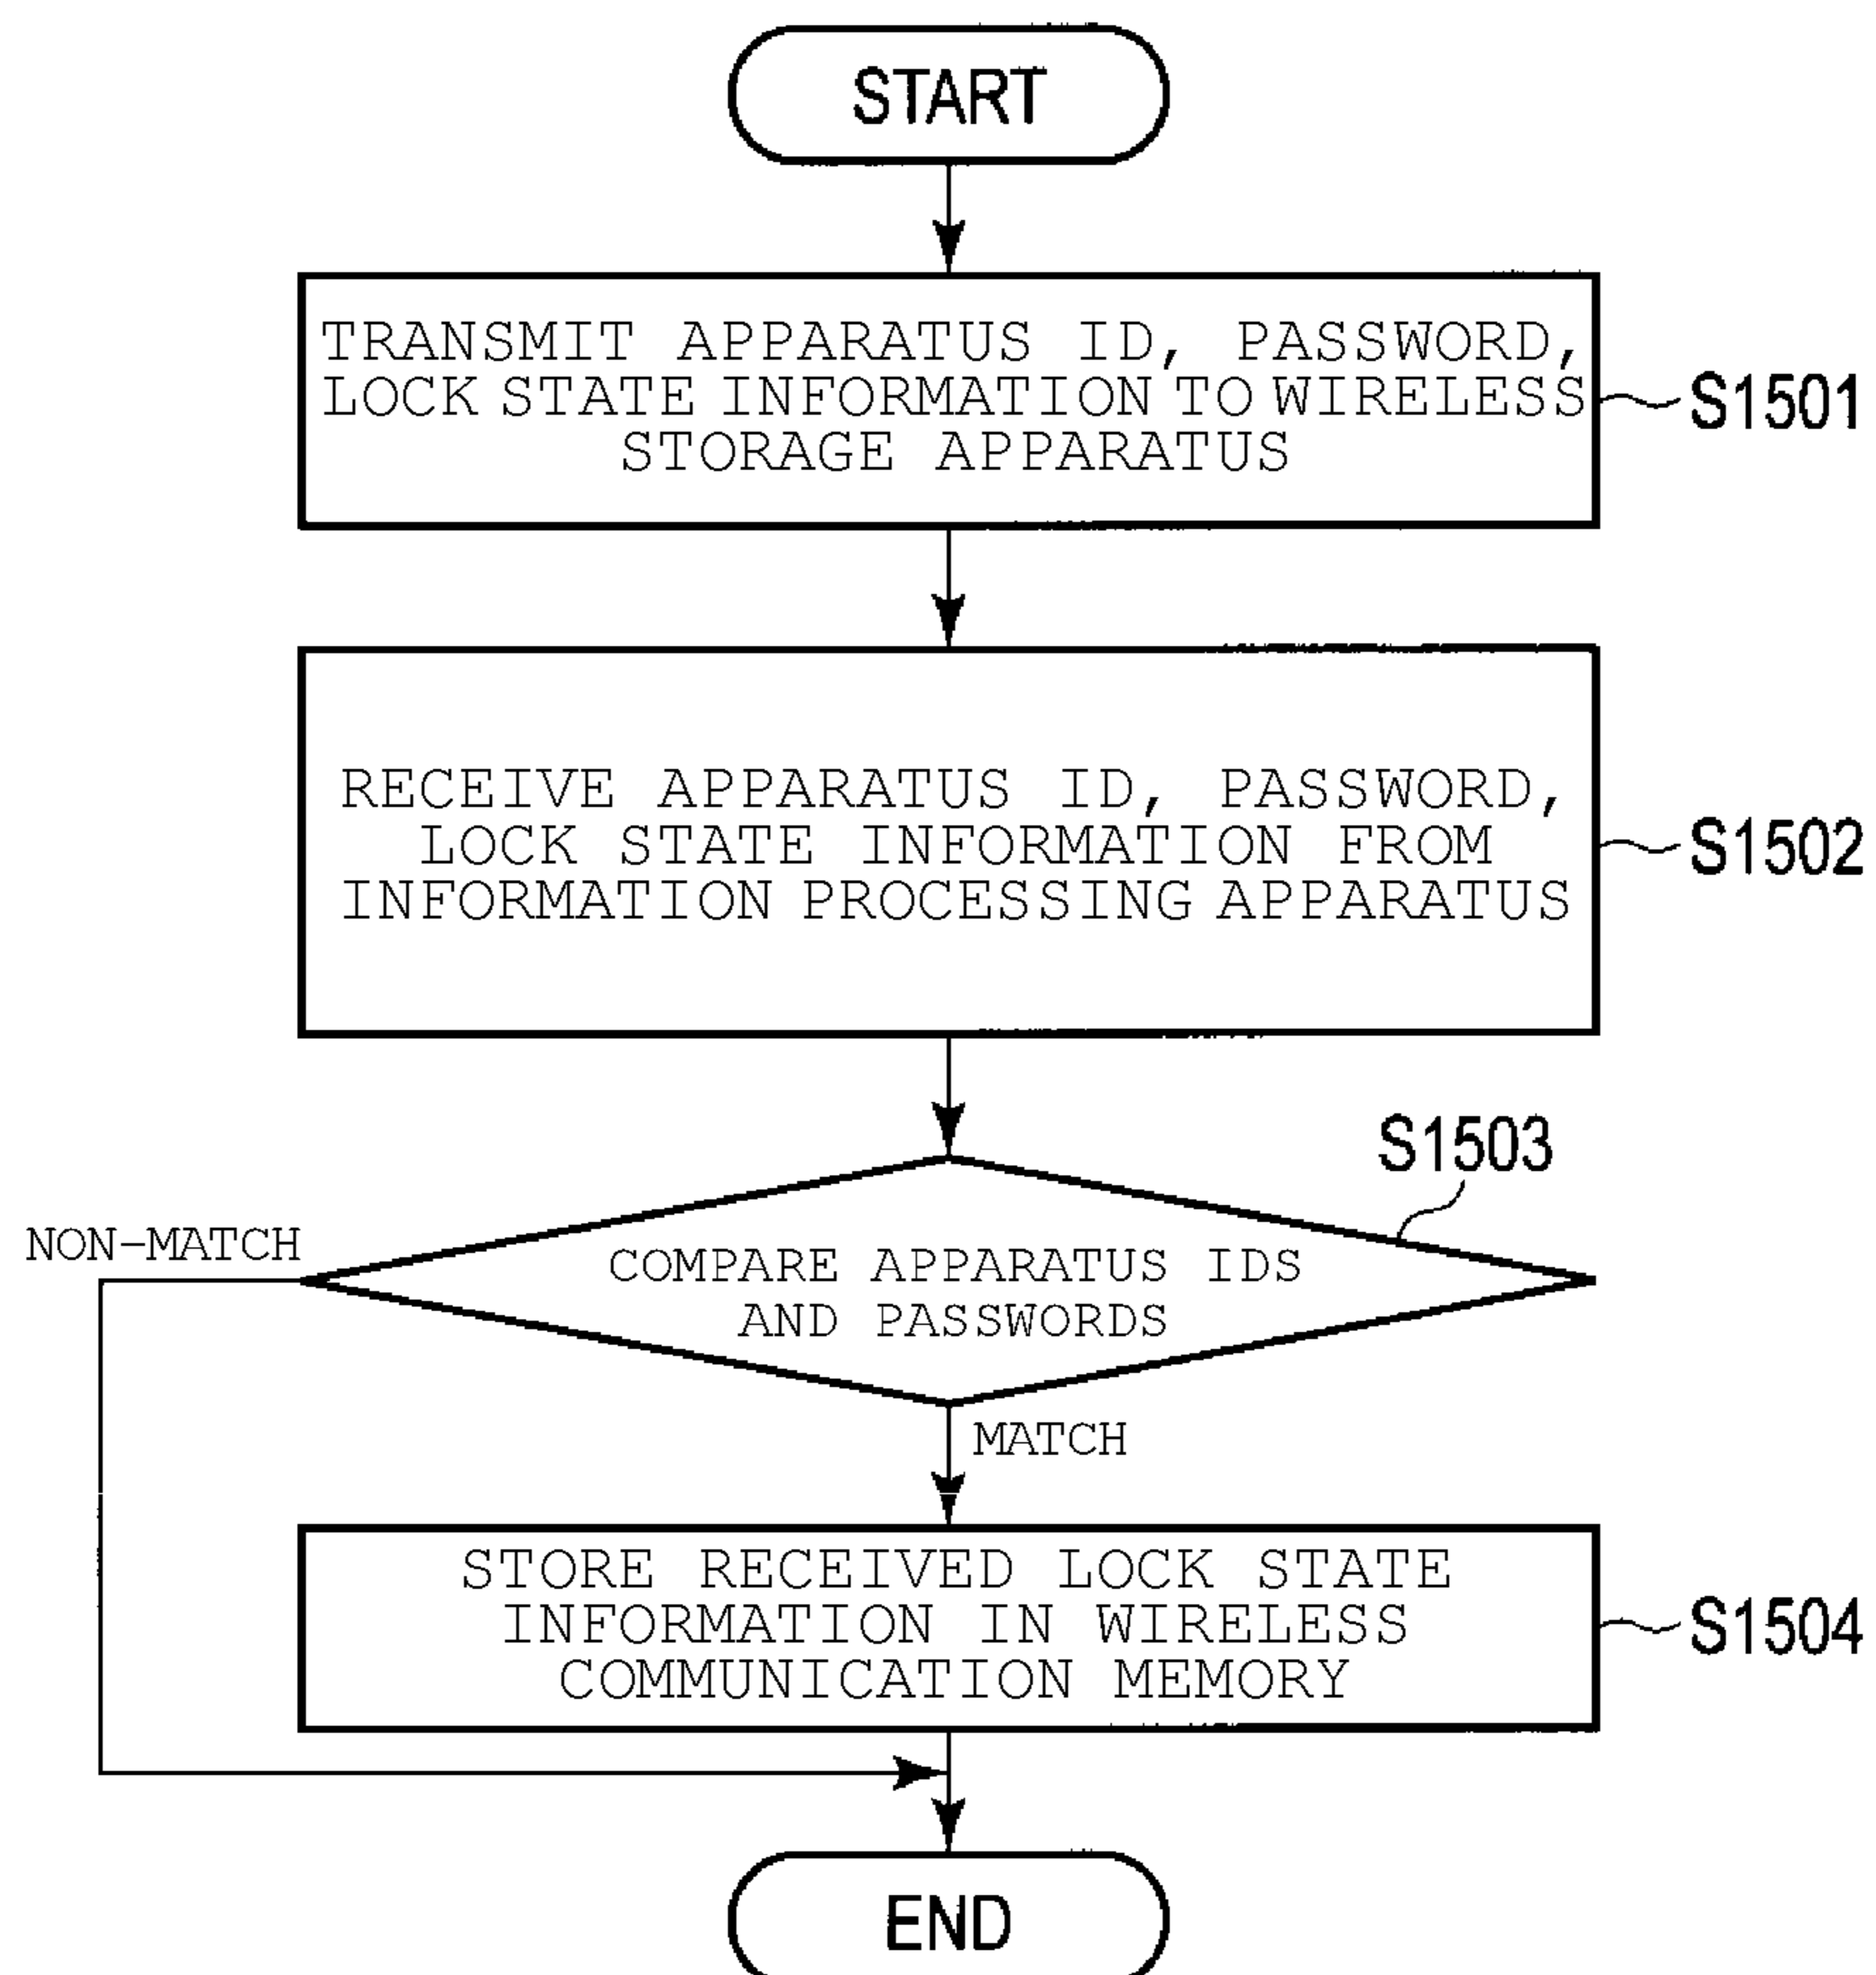 START
TRANSMIT APPARATUS ID, PASSWORD,
LOCK STATE INFORMATION TO WIRELESS
STORAGE APPARATUS
S1501
RECEIVE APPARATUS ID, PASSWORD,
LOCK STATE INFORMATION FROM
INFORMATION PROCESSING APPARATUS
S1502
S1503
NON-MATCH
COMPARE APPARATUS IDS
AND PASSWORDS
MATCH
STORE RECEIVED LOCK STATE
INFORMATION IN WIRELESS
COMMUNICATION MEMORY
S1504
END